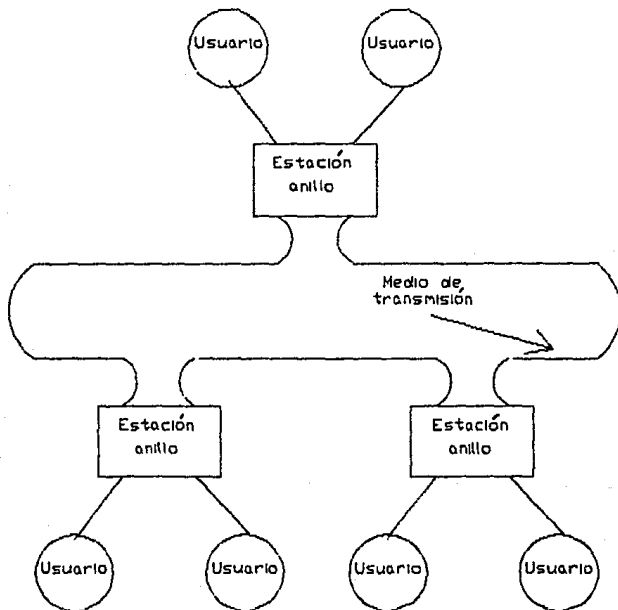 Usuario
Usuario
Estación
anillo
Medio de
transmisión
Estación
anillo
Estación
anillo
Usuario
Usuario
Usuario
Usuario